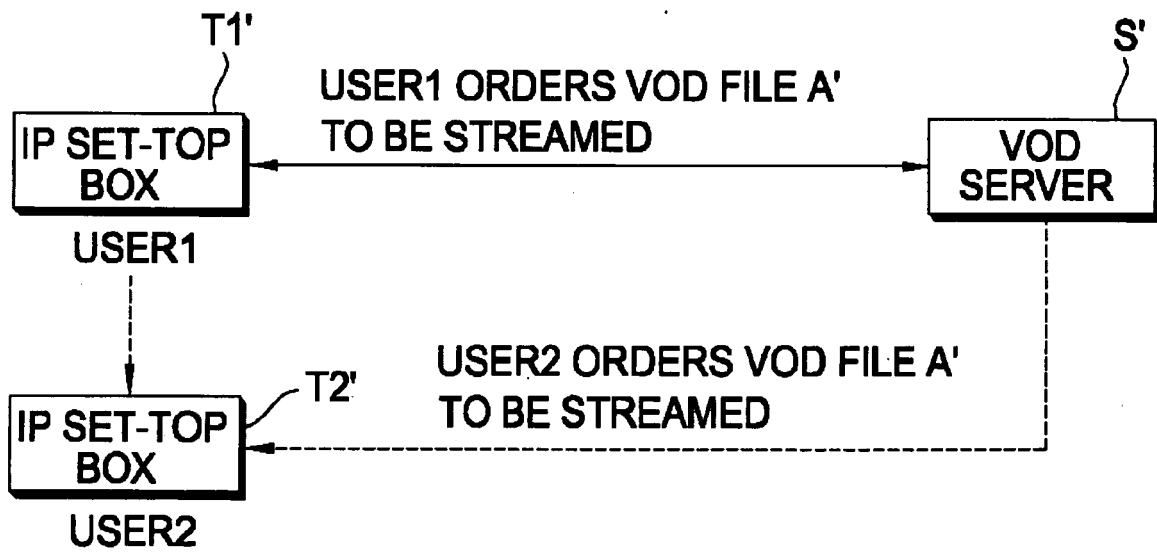 T1'
S'
USER1 ORDERS VOD FILE A'
TO BE STREAMED
IP SET-TOP
BOX
VOD
SERVER
USER1
USER2 ORDERS VOD FILE A'
TO BE STREAMED
T2'
IP SET-TOP
BOX
USER2